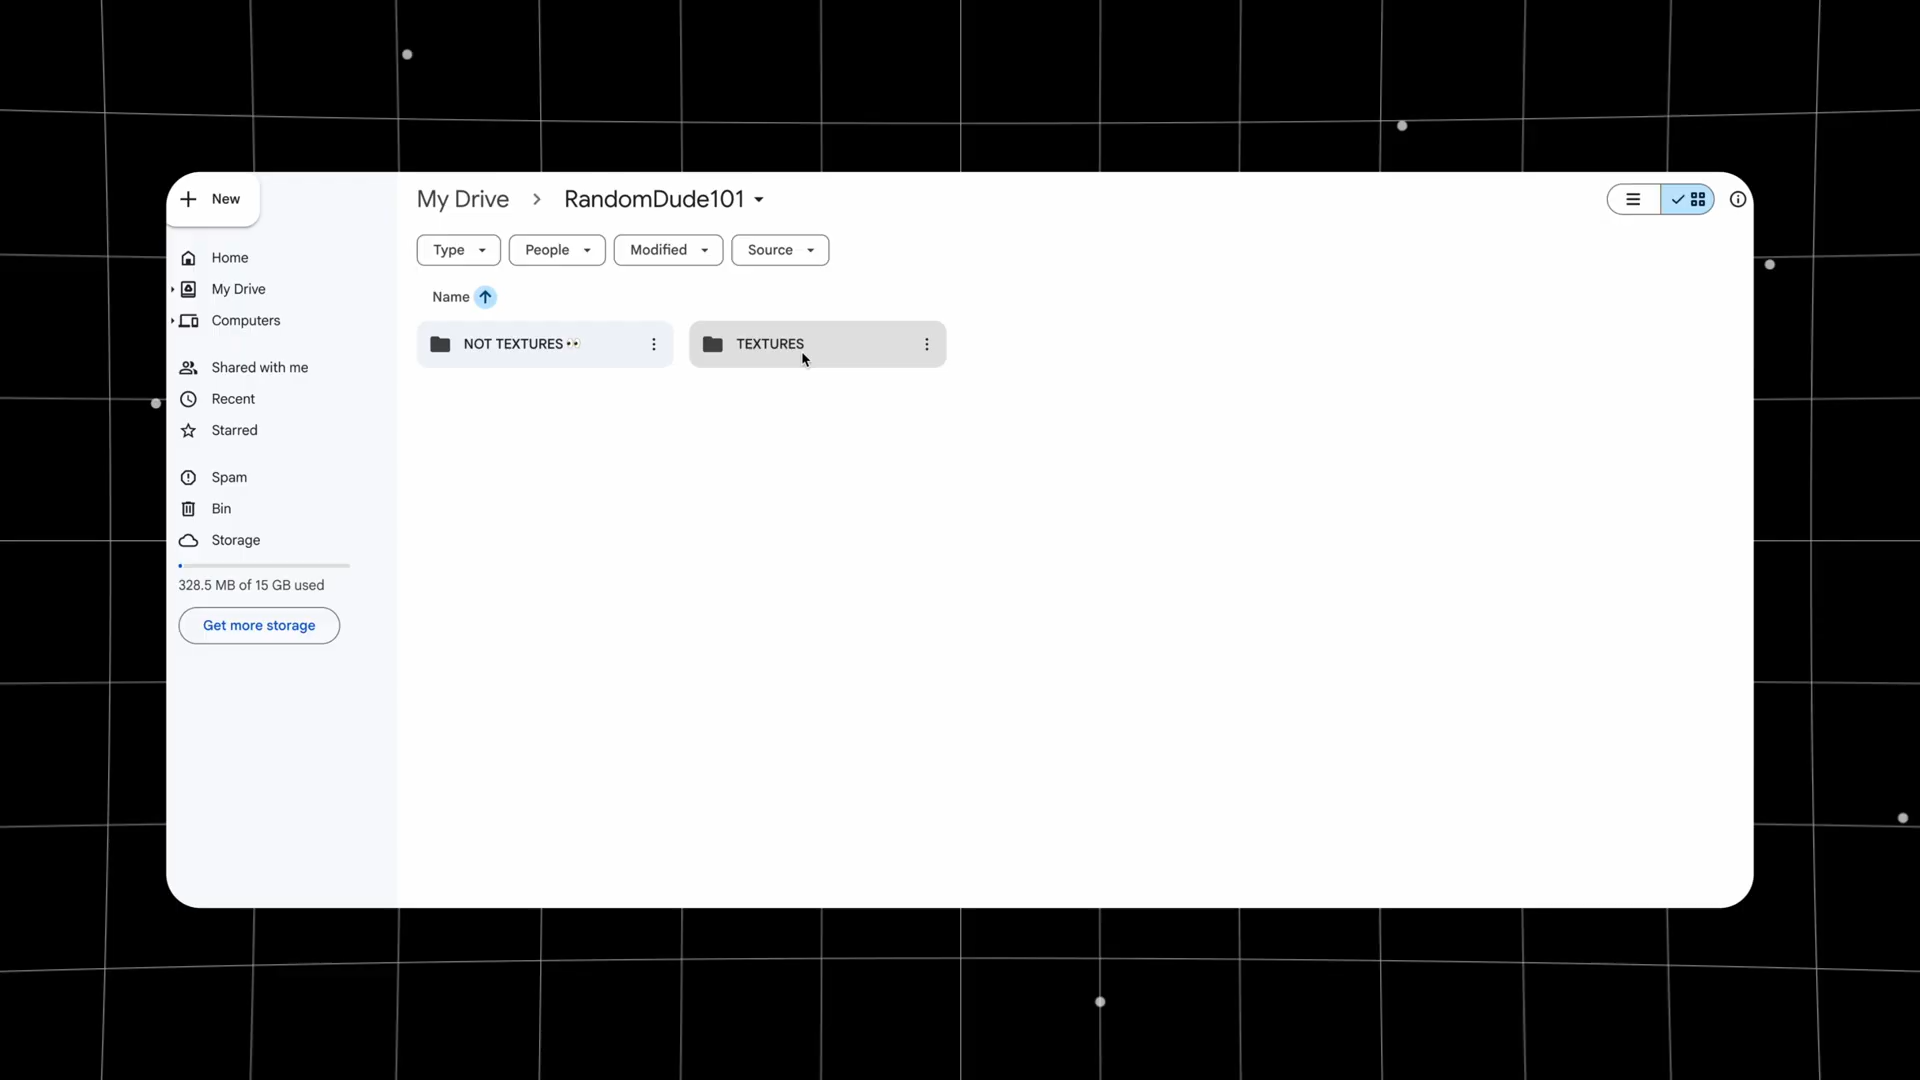 New
Home
My Drive
Computers
Shared with me
Recent
Starred
Spam
Bin
Storage
328.5 MB of 15 GB used
Get more storage
My Drive > RandomDude101
Type People Modified Source
Name
NOT TEXTURES 👀 TEXTURES